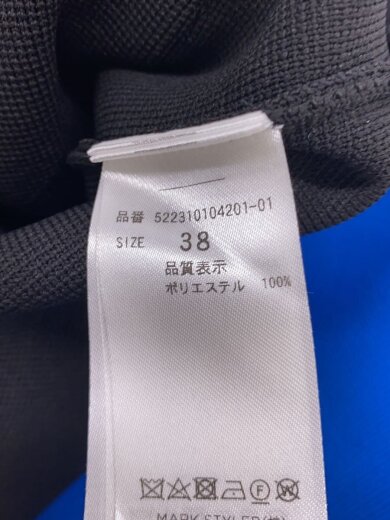 品番 522310104201-01
SIZE 38
品質表示
ポリエステル 100%
MARK STYLER(株)